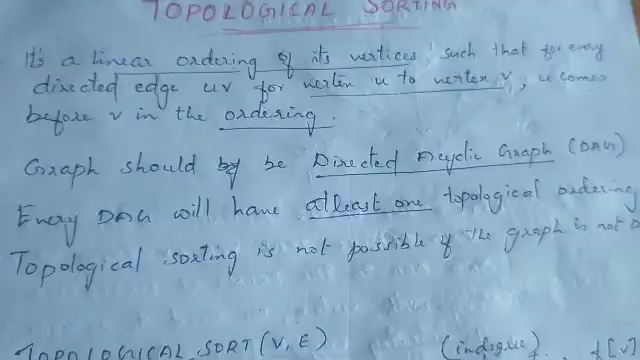 TOPOLOGICAL SORTING
It's a linear ordering of its vertices such that for every
directed edge uv for vertex u to vertex v, u comes
before v in the ordering.
Graph should by be Directed Acyclic Graph (DAG)
Every DAG will have atleast one topological ordering
Topological sorting is not possible if the graph is not D
TOPOLOGICAL SORT(V,E) (indegree) [v]